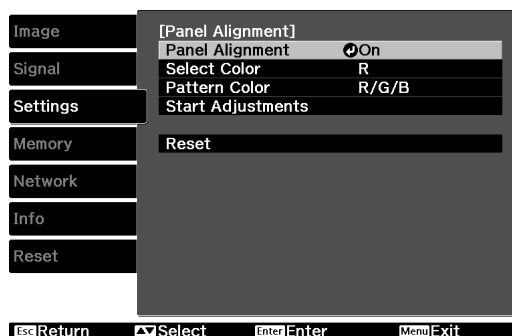 Image
Signal
Settings
Memory
Network
Info
Reset
[Panel Alignment]
Panel Alignment On
Select Color R
Pattern Color R/G/B
Start Adjustments
Reset
Esc Return Select Enter Enter Menu Exit